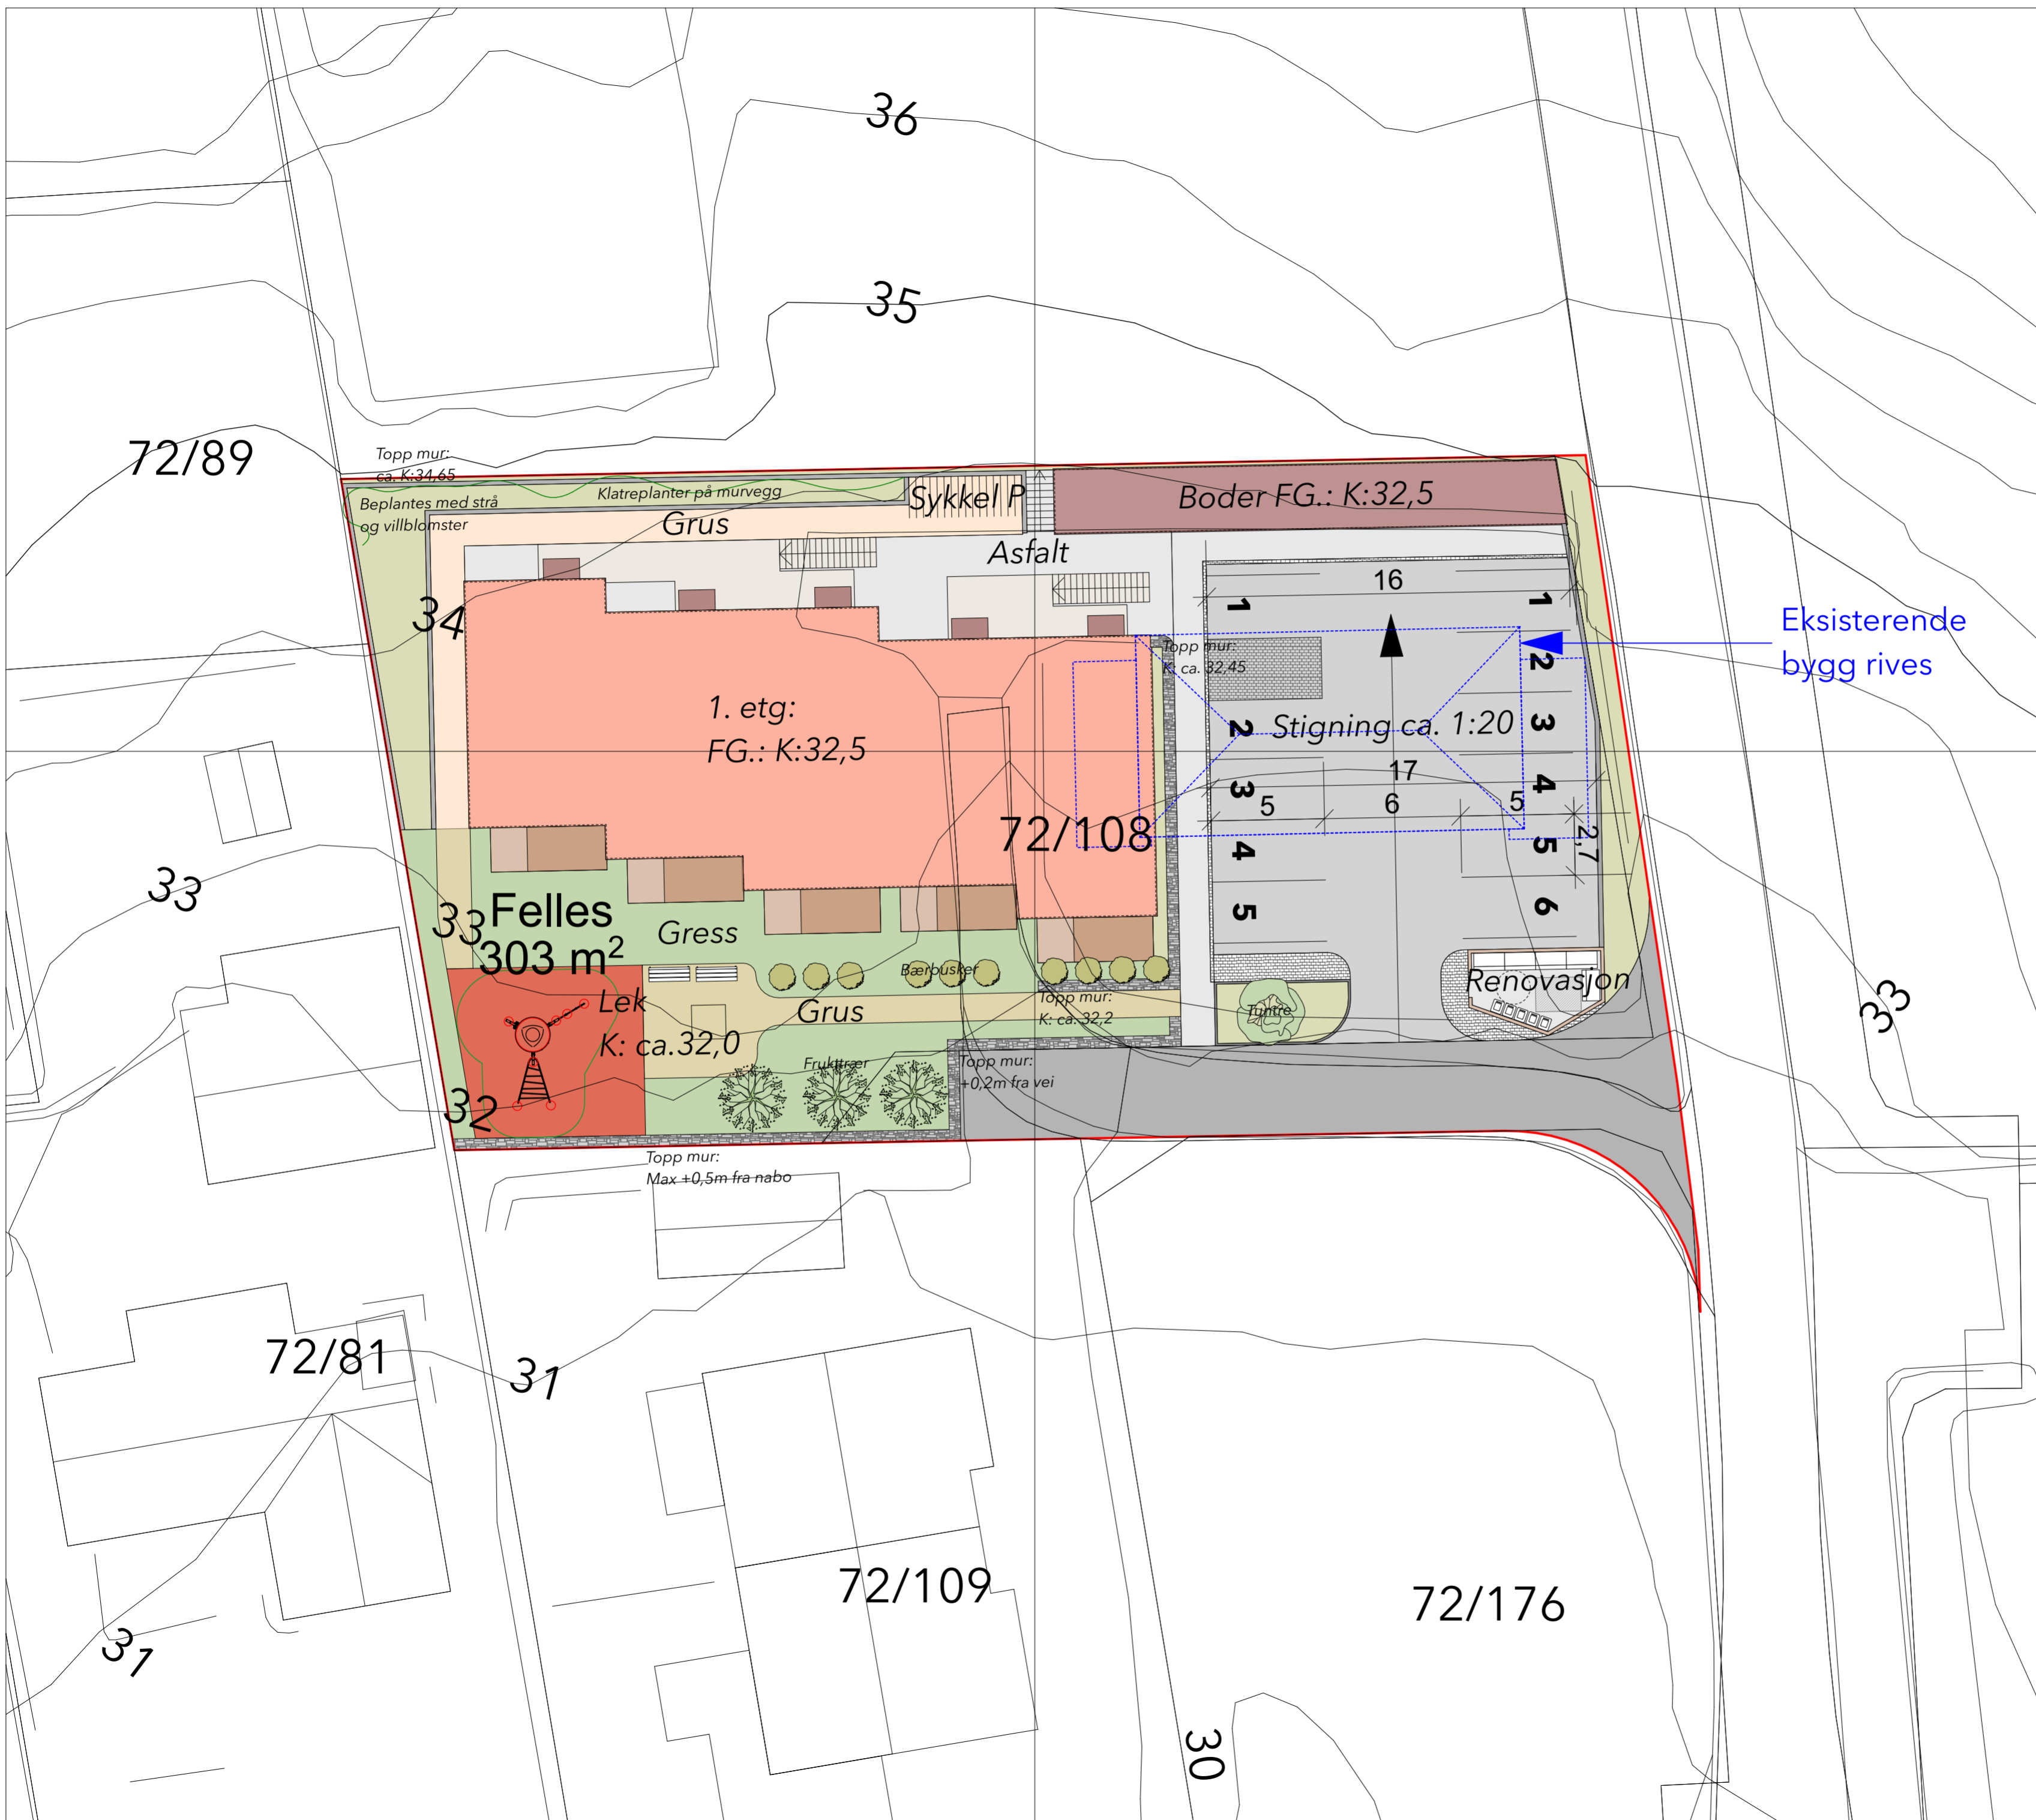 36
35
72/89
Topp mur:
ca. K:34,65
Beplantes med strå
og villblomster
Klatreplanter på murvegg
Sykkel P
Boder FG.: K:32,5
Grus
Asfalt
16
1
1
34
Eksisterende
bygg rives
Topp mur:
K: ca. 32,45
2
1. etg:
FG.: K:32,5
2
Stigning ca. 1:20
3
17
3
4
5
6
5
72/108
2,7
4
5
33
33
Felles
303 m²
Gress
5
6
Bærbusker
Renovasjon
Lek
K: ca.32,0
Grus
Topp mur:
K: ca. 32,2
Tuntre
33
Frukttrær
Topp mur:
+0,2m fra vei
32
Topp mur:
Max +0,5m fra nabo
72/81
31
72/109
72/176
31
30